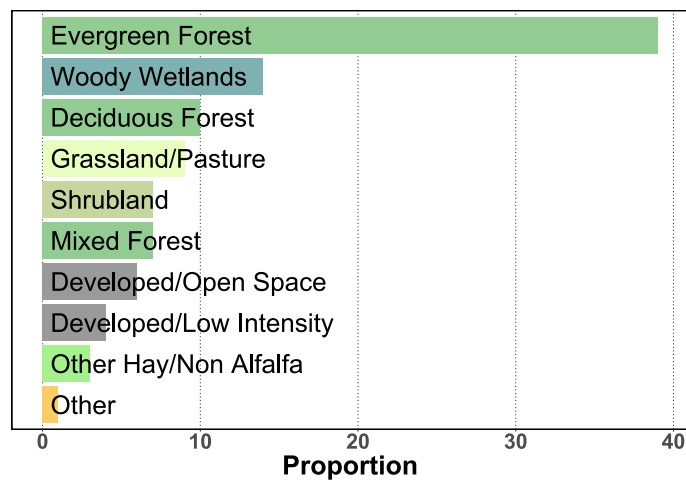 Evergreen Forest
Woody Wetlands
Deciduous Forest
Grassland/Pasture
Shrubland
Mixed Forest
Developed/Open Space
Developed/Low Intensity
Other Hay/Non Alfalfa
Other
0 10 20 30 40
Proportion